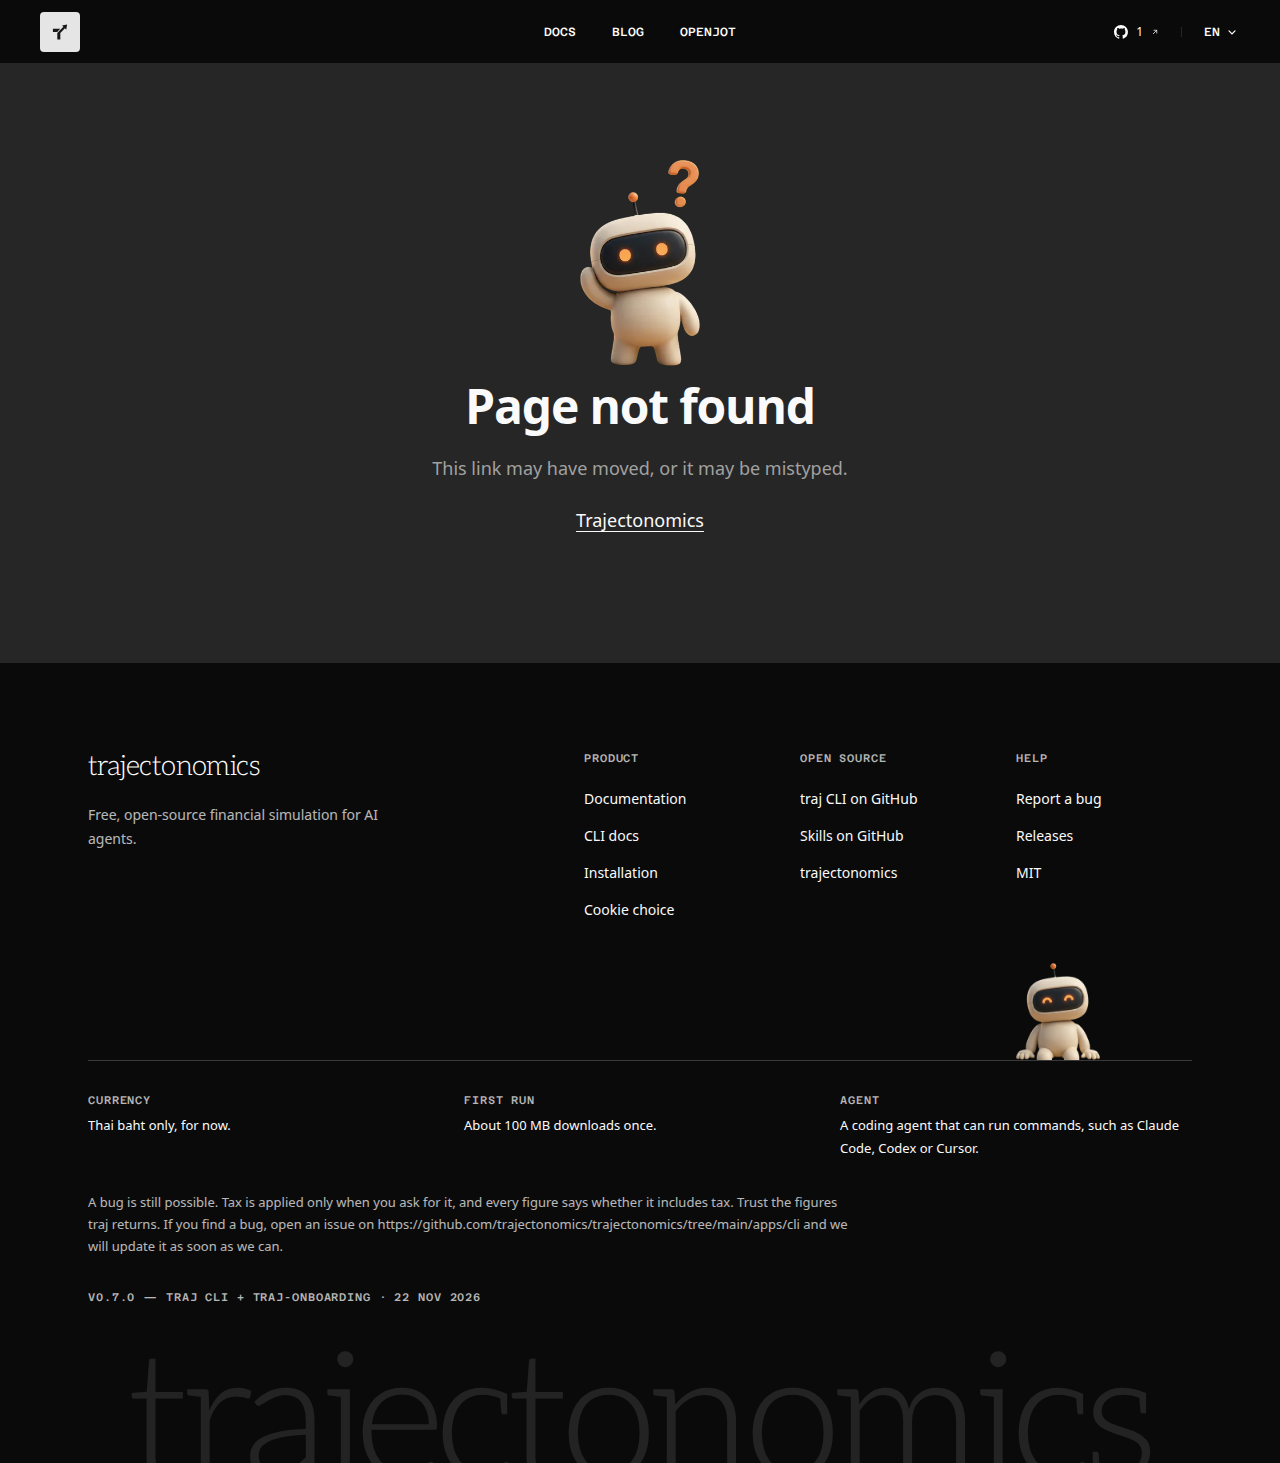 DOCS
BLOG
OPENJOT
1
EN
?
Page not found
This link may have moved, or it may be mistyped.
Trajectonomics
trajectonomics
Free, open-source financial simulation for AI
agents.
PRODUCT
Documentation
CLI docs
Installation
Cookie choice
OPEN SOURCE
traj CLI on GitHub
Skills on GitHub
trajectonomics
HELP
Report a bug
Releases
MIT
CURRENCY
Thai baht only, for now.
FIRST RUN
About 100 MB downloads once.
AGENT
A coding agent that can run commands, such as Claude
Code, Codex or Cursor.
A bug is still possible. Tax is applied only when you ask for it, and every figure says whether it includes tax. Trust the figures
traj returns. If you find a bug, open an issue on https://github.com/trajectonomics/trajectonomics/tree/main/apps/cli and we
will update it as soon as we can.
V0.7.0 — TRAJ CLI + TRAJ-ONBOARDING · 22 NOV 2026
trajectonomics